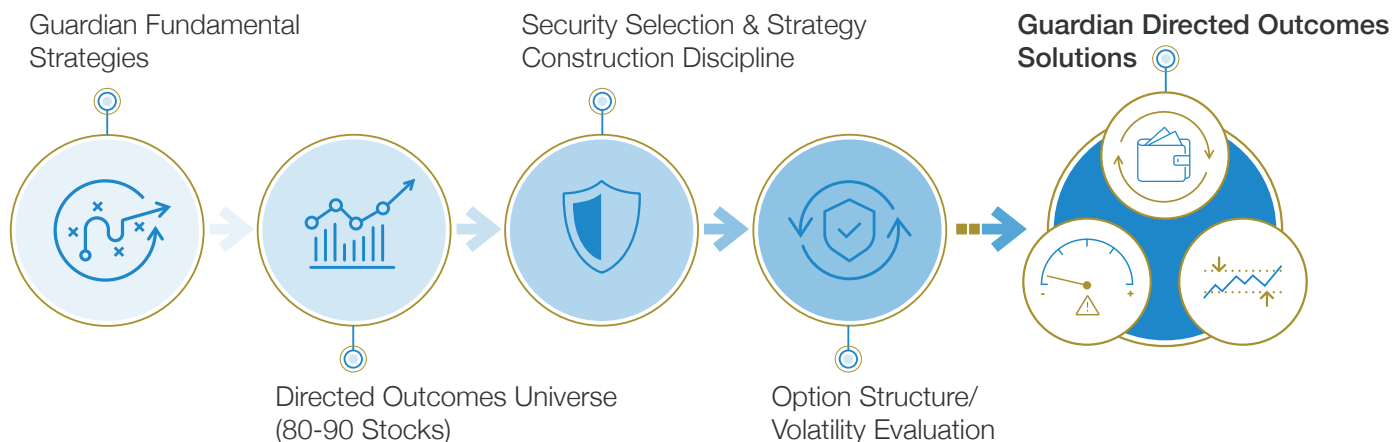 Guardian Fundamental
Strategies
Directed Outcomes Universe
(80-90 Stocks)
Security Selection & Strategy
Construction Discipline
Option Structure/
Volatility Evaluation
Guardian Directed Outcomes
Solutions
- +